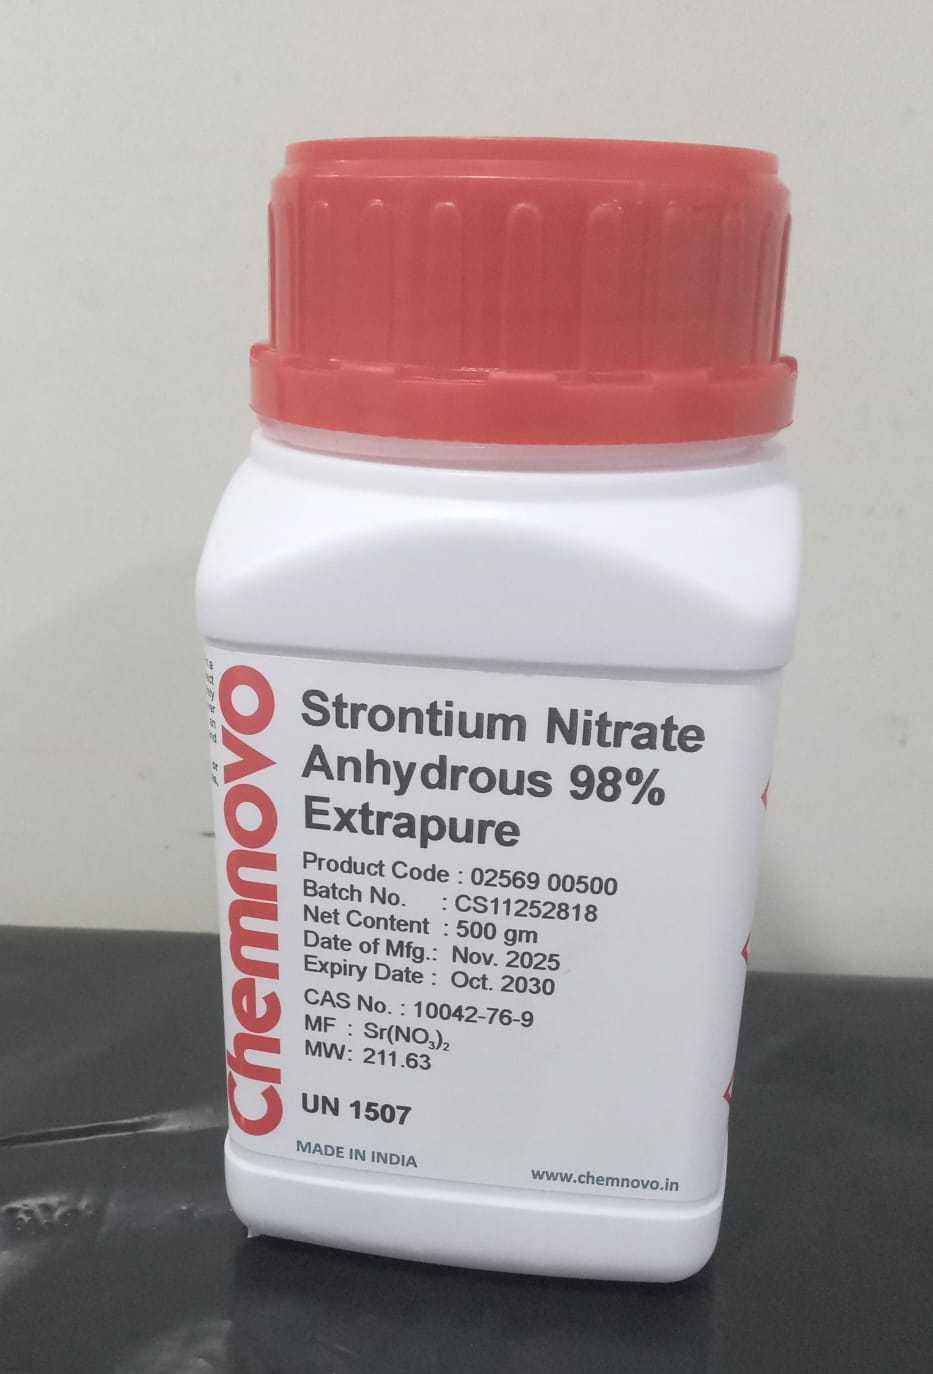 Chemnovo
Strontium Nitrate
Anhydrous 98%
Extrapure
Product Code : 02569 00500
Batch No. : CS11252818
Net Content : 500 gm
Date of Mfg.: Nov. 2025
Expiry Date : Oct. 2030
CAS No. : 10042-76-9
MF : Sr(NO₃)₂
MW: 211.63
UN 1507
MADE IN INDIA
www.chemnovo.in